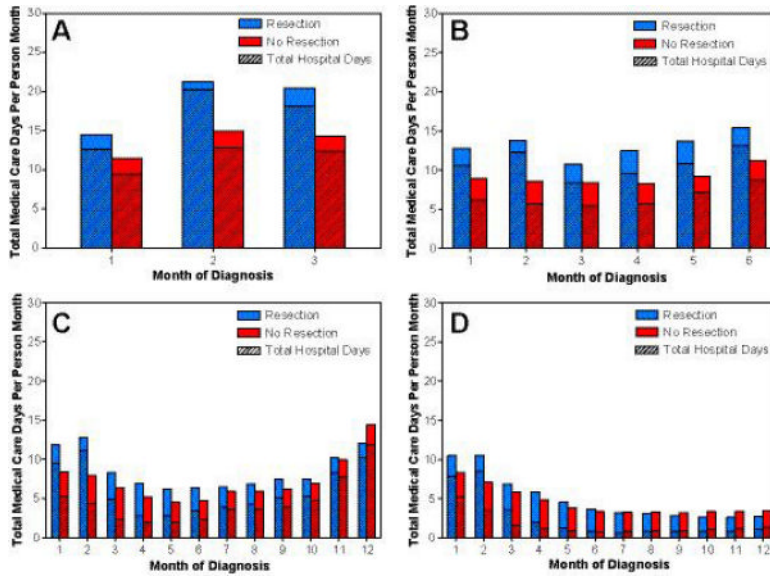 A
Resection
No Resection
Total Hospital Days
Total Medical Care Days Per Person Month
30
25
20
15
10
5
0
1 2 3
Month of Diagnosis
B
Resection
No Resection
Total Hospital Days
Total Medical Care Days Per Person Month
30
25
20
15
10
5
0
1 2 3 4 5 6
Month of Diagnosis
C
Resection
No Resection
Total Hospital Days
Total Medical Care Days Per Person Month
30
25
20
15
10
5
0
1 2 3 4 5 6 7 8 9 10 11 12
Month of Diagnosis
D
Resection
No Resection
Total Hospital Days
Total Medical Care Days Per Person Month
30
25
20
15
10
5
0
1 2 3 4 5 6 7 8 9 10 11 12
Month of Diagnosis